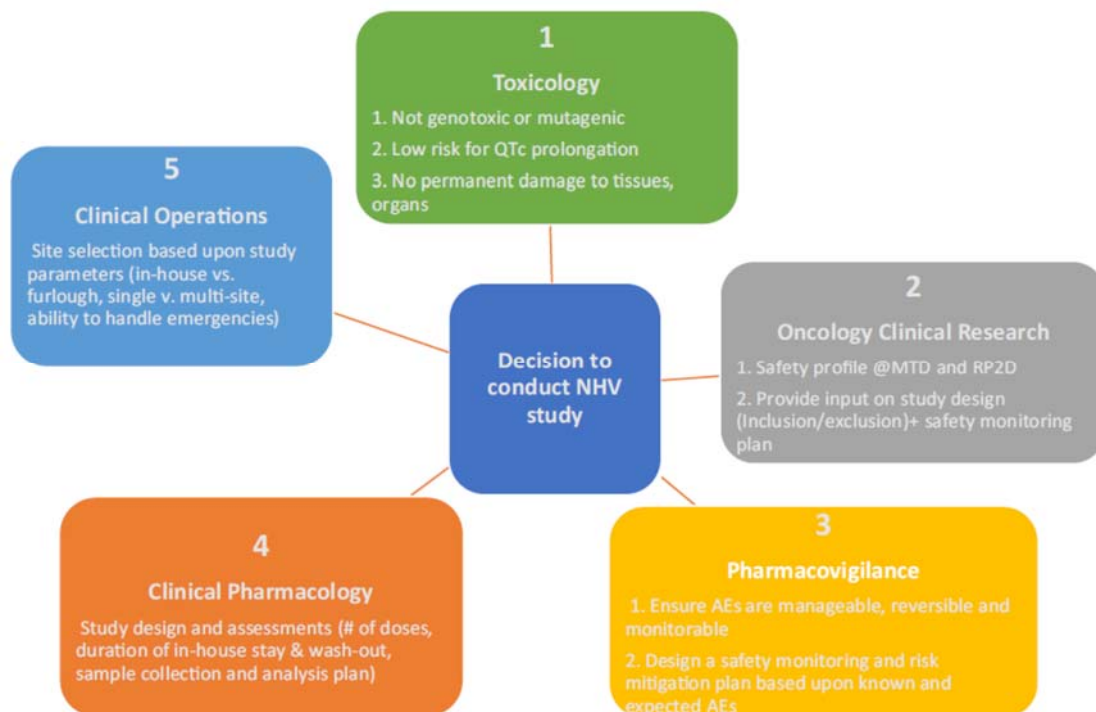 1
Toxicology
1. Not genotoxic or mutagenic
2. Low risk for QTc prolongation
3. No permanent damage to tissues,
organs
5
Clinical Operations
Site selection based upon study
parameters (in-house vs.
furlough, single v. multi-site,
ability to handle emergencies)
2
Oncology Clinical Research
1. Safety profile @MTD and RP2D
2. Provide input on study design
(Inclusion/exclusion)+ safety monitoring
plan
Decision to
conduct NHV
study
4
Clinical Pharmacology
Study design and assessments (# of doses,
duration of in-house stay & wash-out,
sample collection and analysis plan)
3
Pharmacovigilance
1. Ensure AEs are manageable, reversible and
monitorable
2. Design a safety monitoring and risk
mitigation plan based upon known and
expected AEs